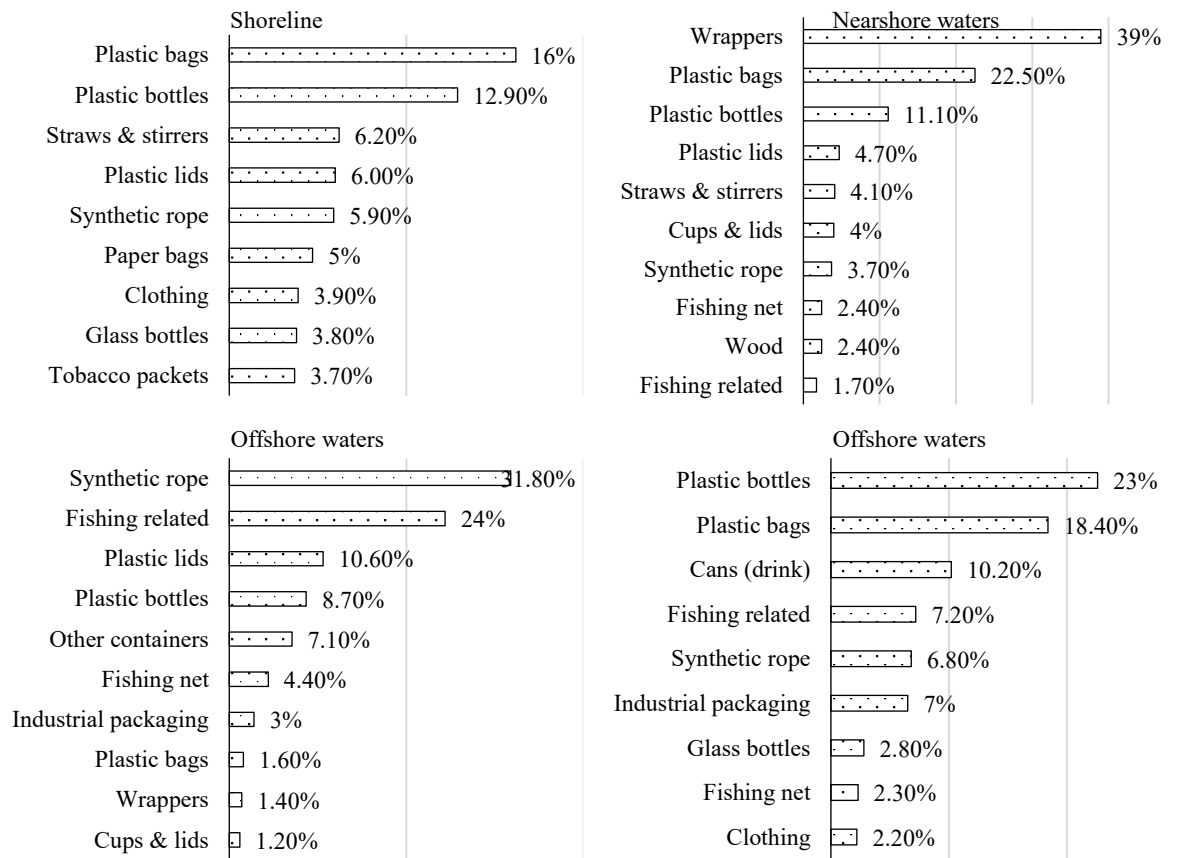 Shoreline
Plastic bags 16%
Plastic bottles 12.90%
Straws & stirrers 6.20%
Plastic lids 6.00%
Synthetic rope 5.90%
Paper bags 5%
Clothing 3.90%
Glass bottles 3.80%
Tobacco packets 3.70%
Nearshore waters
Wrappers 39%
Plastic bags 22.50%
Plastic bottles 11.10%
Plastic lids 4.70%
Straws & stirrers 4.10%
Cups & lids 4%
Synthetic rope 3.70%
Fishing net 2.40%
Wood 2.40%
Fishing related 1.70%
Offshore waters
Synthetic rope 31.80%
Fishing related 24%
Plastic lids 10.60%
Plastic bottles 8.70%
Other containers 7.10%
Fishing net 4.40%
Industrial packaging 3%
Plastic bags 1.60%
Wrappers 1.40%
Cups & lids 1.20%
Offshore waters
Plastic bottles 23%
Plastic bags 18.40%
Cans (drink) 10.20%
Fishing related 7.20%
Synthetic rope 6.80%
Industrial packaging 7%
Glass bottles 2.80%
Fishing net 2.30%
Clothing 2.20%